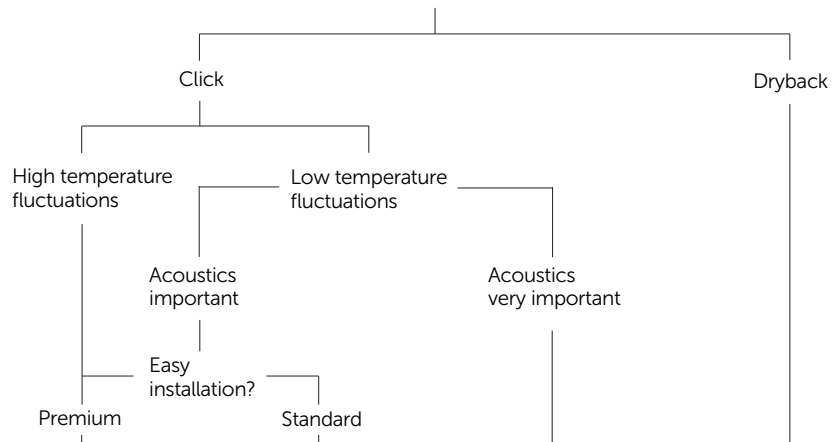 Click
Dryback
High temperature
fluctuations
Low temperature
fluctuations
Acoustics
important
Acoustics
very important
Easy
installation?
Premium
Standard